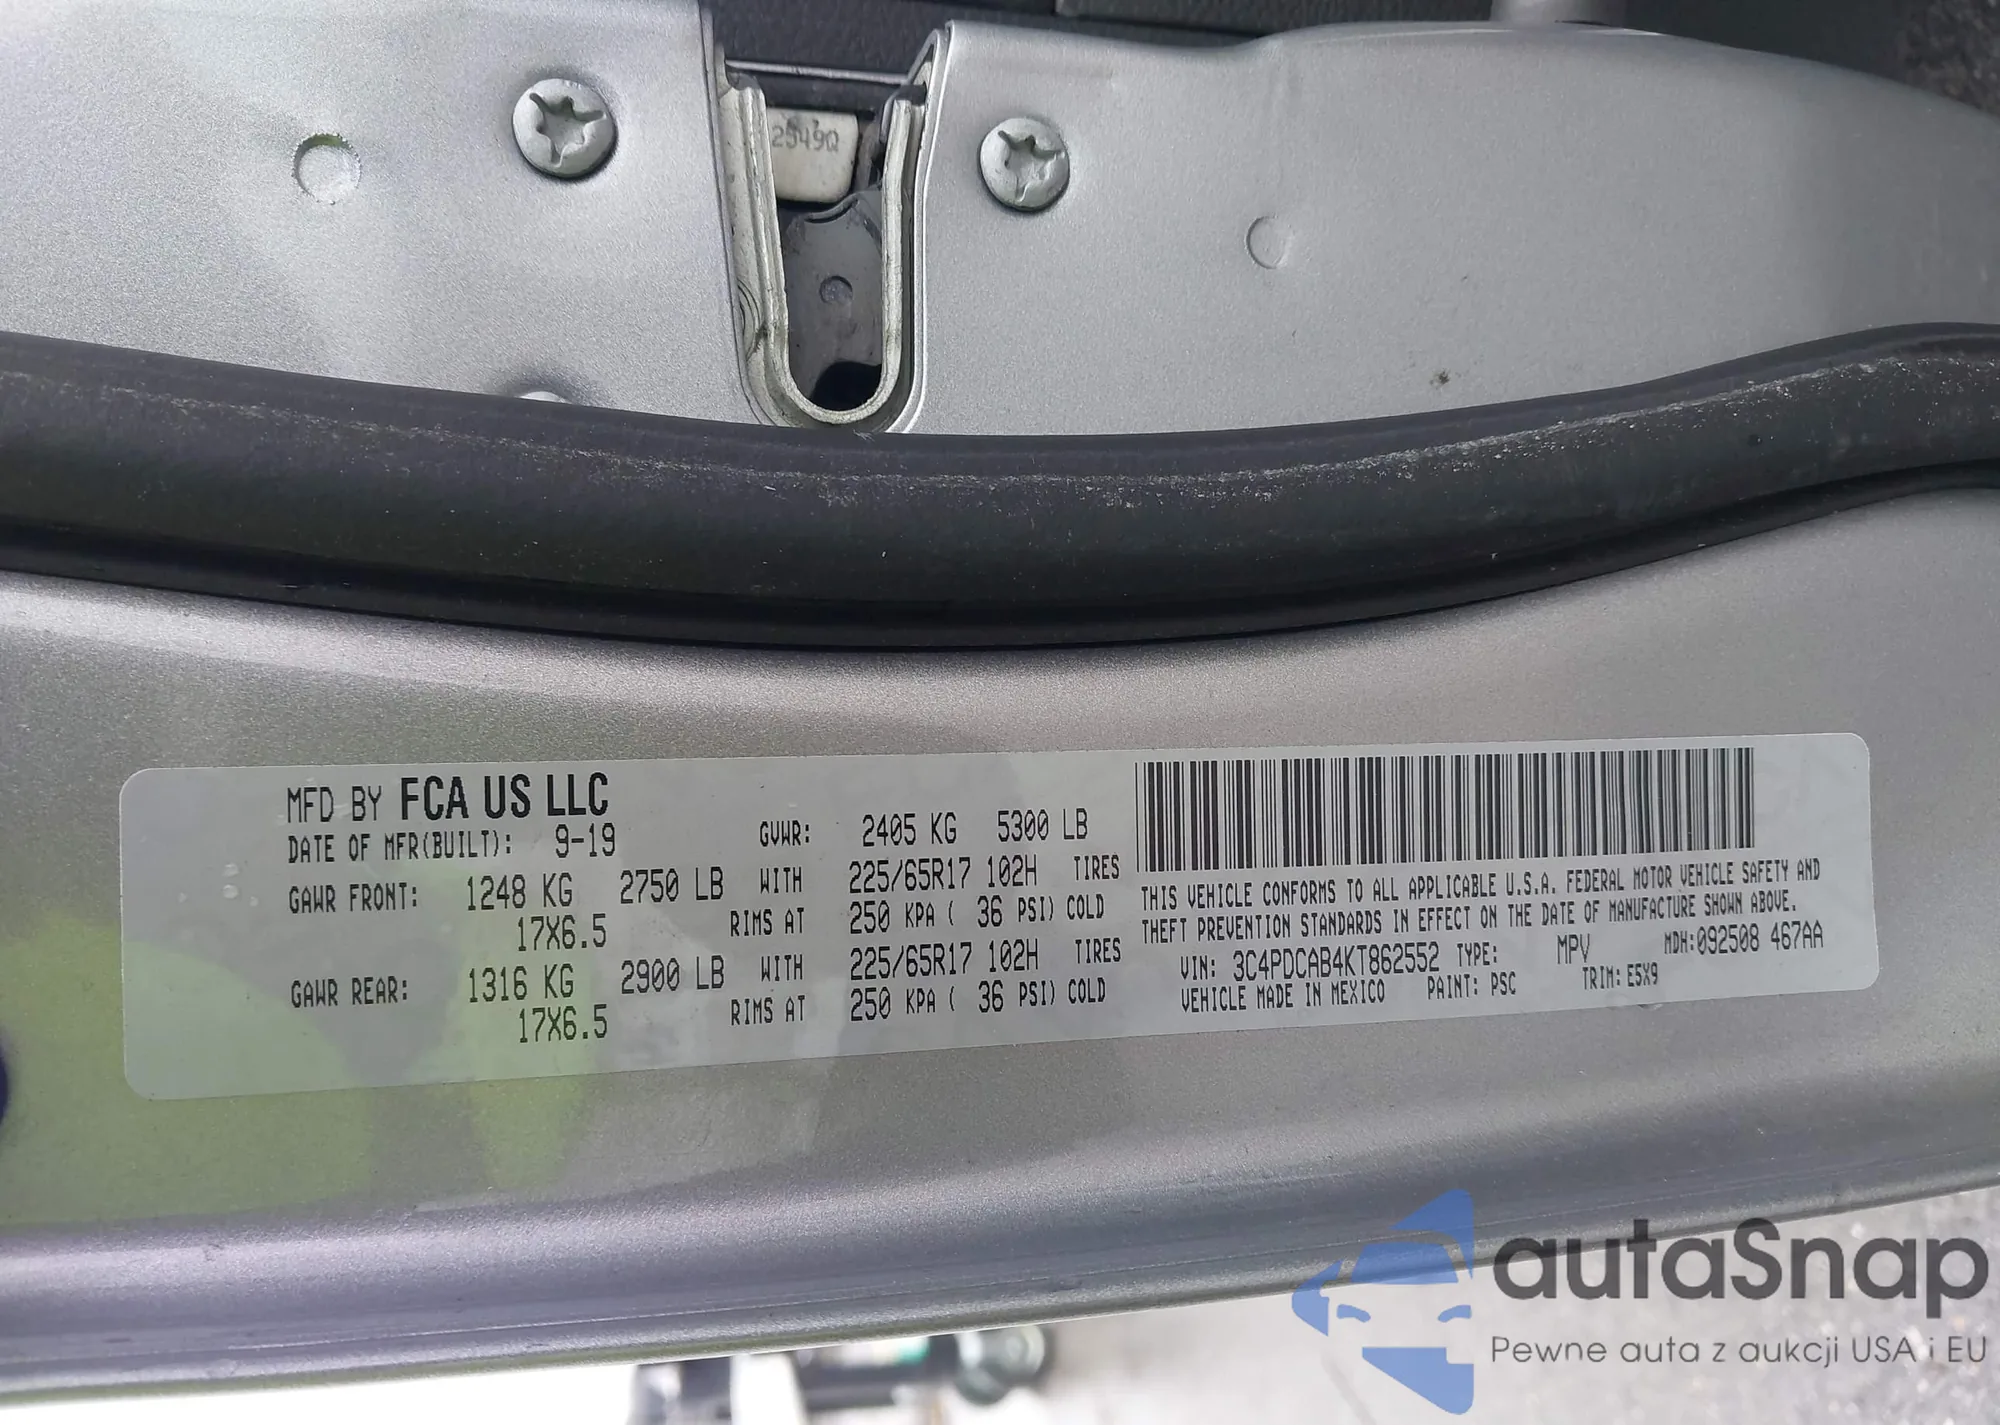 2549Q
MFD BY FCA US LLC
DATE OF MFR(BUILT): 9-19 GVWR: 2405 KG 5300 LB
GAWR FRONT: 1248 KG 2750 LB WITH 225/65R17 102H TIRES
17X6.5 RIMS AT 250 KPA ( 36 PSI) COLD
GAWR REAR: 1316 KG 2900 LB WITH 225/65R17 102H TIRES
17X6.5 RIMS AT 250 KPA ( 36 PSI) COLD
THIS VEHICLE CONFORMS TO ALL APPLICABLE U.S.A. FEDERAL MOTOR VEHICLE SAFETY AND
THEFT PREVENTION STANDARDS IN EFFECT ON THE DATE OF MANUFACTURE SHOWN ABOVE.
VIN: 3C4PDCAB4KT862552 TYPE: MPV MDH:092508 467AA
VEHICLE MADE IN MEXICO PAINT: PSC TRIM: E5X9
autaSnap
Pewne auta z aukcji USA i EU